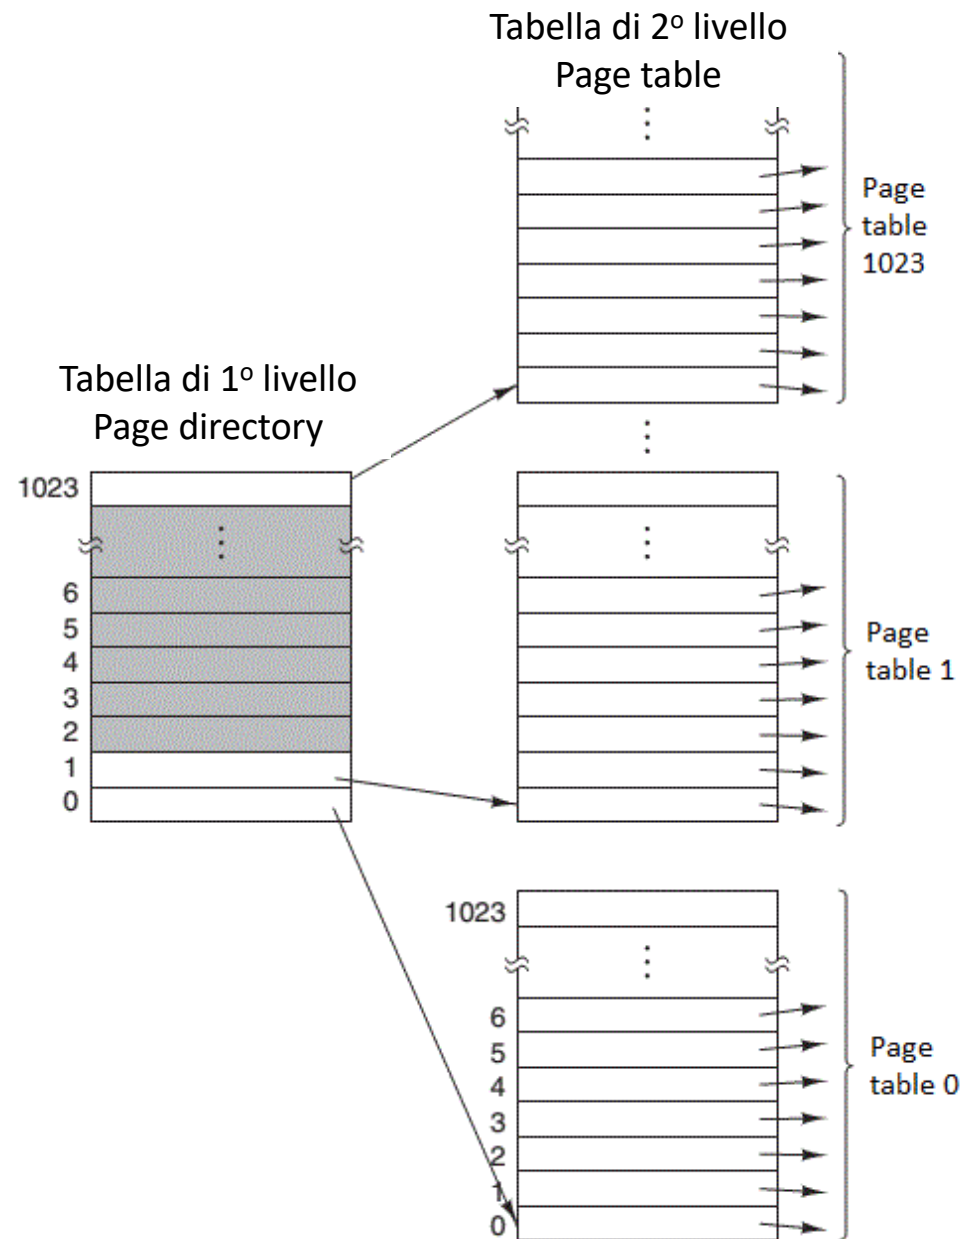 Tabella di 2º livello
Page table
Page
table
1023
Tabella di 1º livello
Page directory
1023
6
5
4
3
2
1
0
Page
table 1
1023
6
5
4
3
2
1
0
Page
table 0